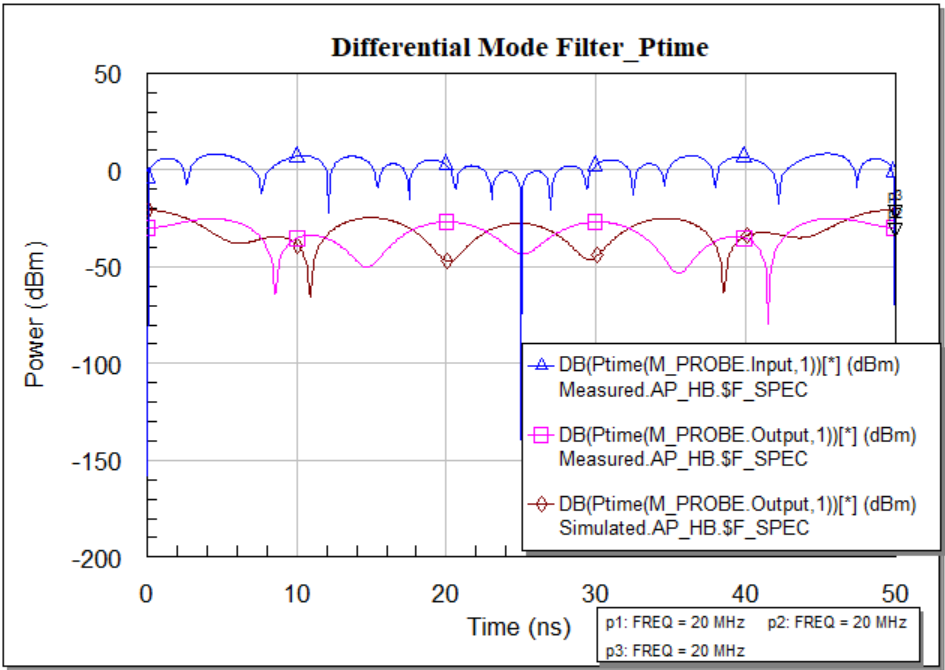 Differential Mode Filter_Ptime
50
0
-50
-100
-150
-200
Power (dBm)
p3
DB(Ptime(M_PROBE.Input,1))[*] (dBm)
Measured.AP_HB.$F_SPEC
DB(Ptime(M_PROBE.Output,1))[*] (dBm)
Measured.AP_HB.$F_SPEC
DB(Ptime(M_PROBE.Output,1))[*] (dBm)
Simulated.AP_HB.$F_SPEC
0 10 20 30 40 50
Time (ns)
p1: FREQ = 20 MHz p2: FREQ = 20 MHz
p3: FREQ = 20 MHz